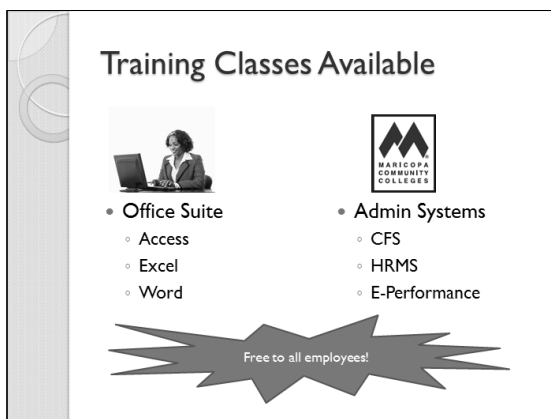 Training Classes Available
MARICOPA
COMMUNITY
COLLEGES
Office Suite
Access
Excel
Word
Admin Systems
CFS
HRMS
E-Performance
Free to all employees!